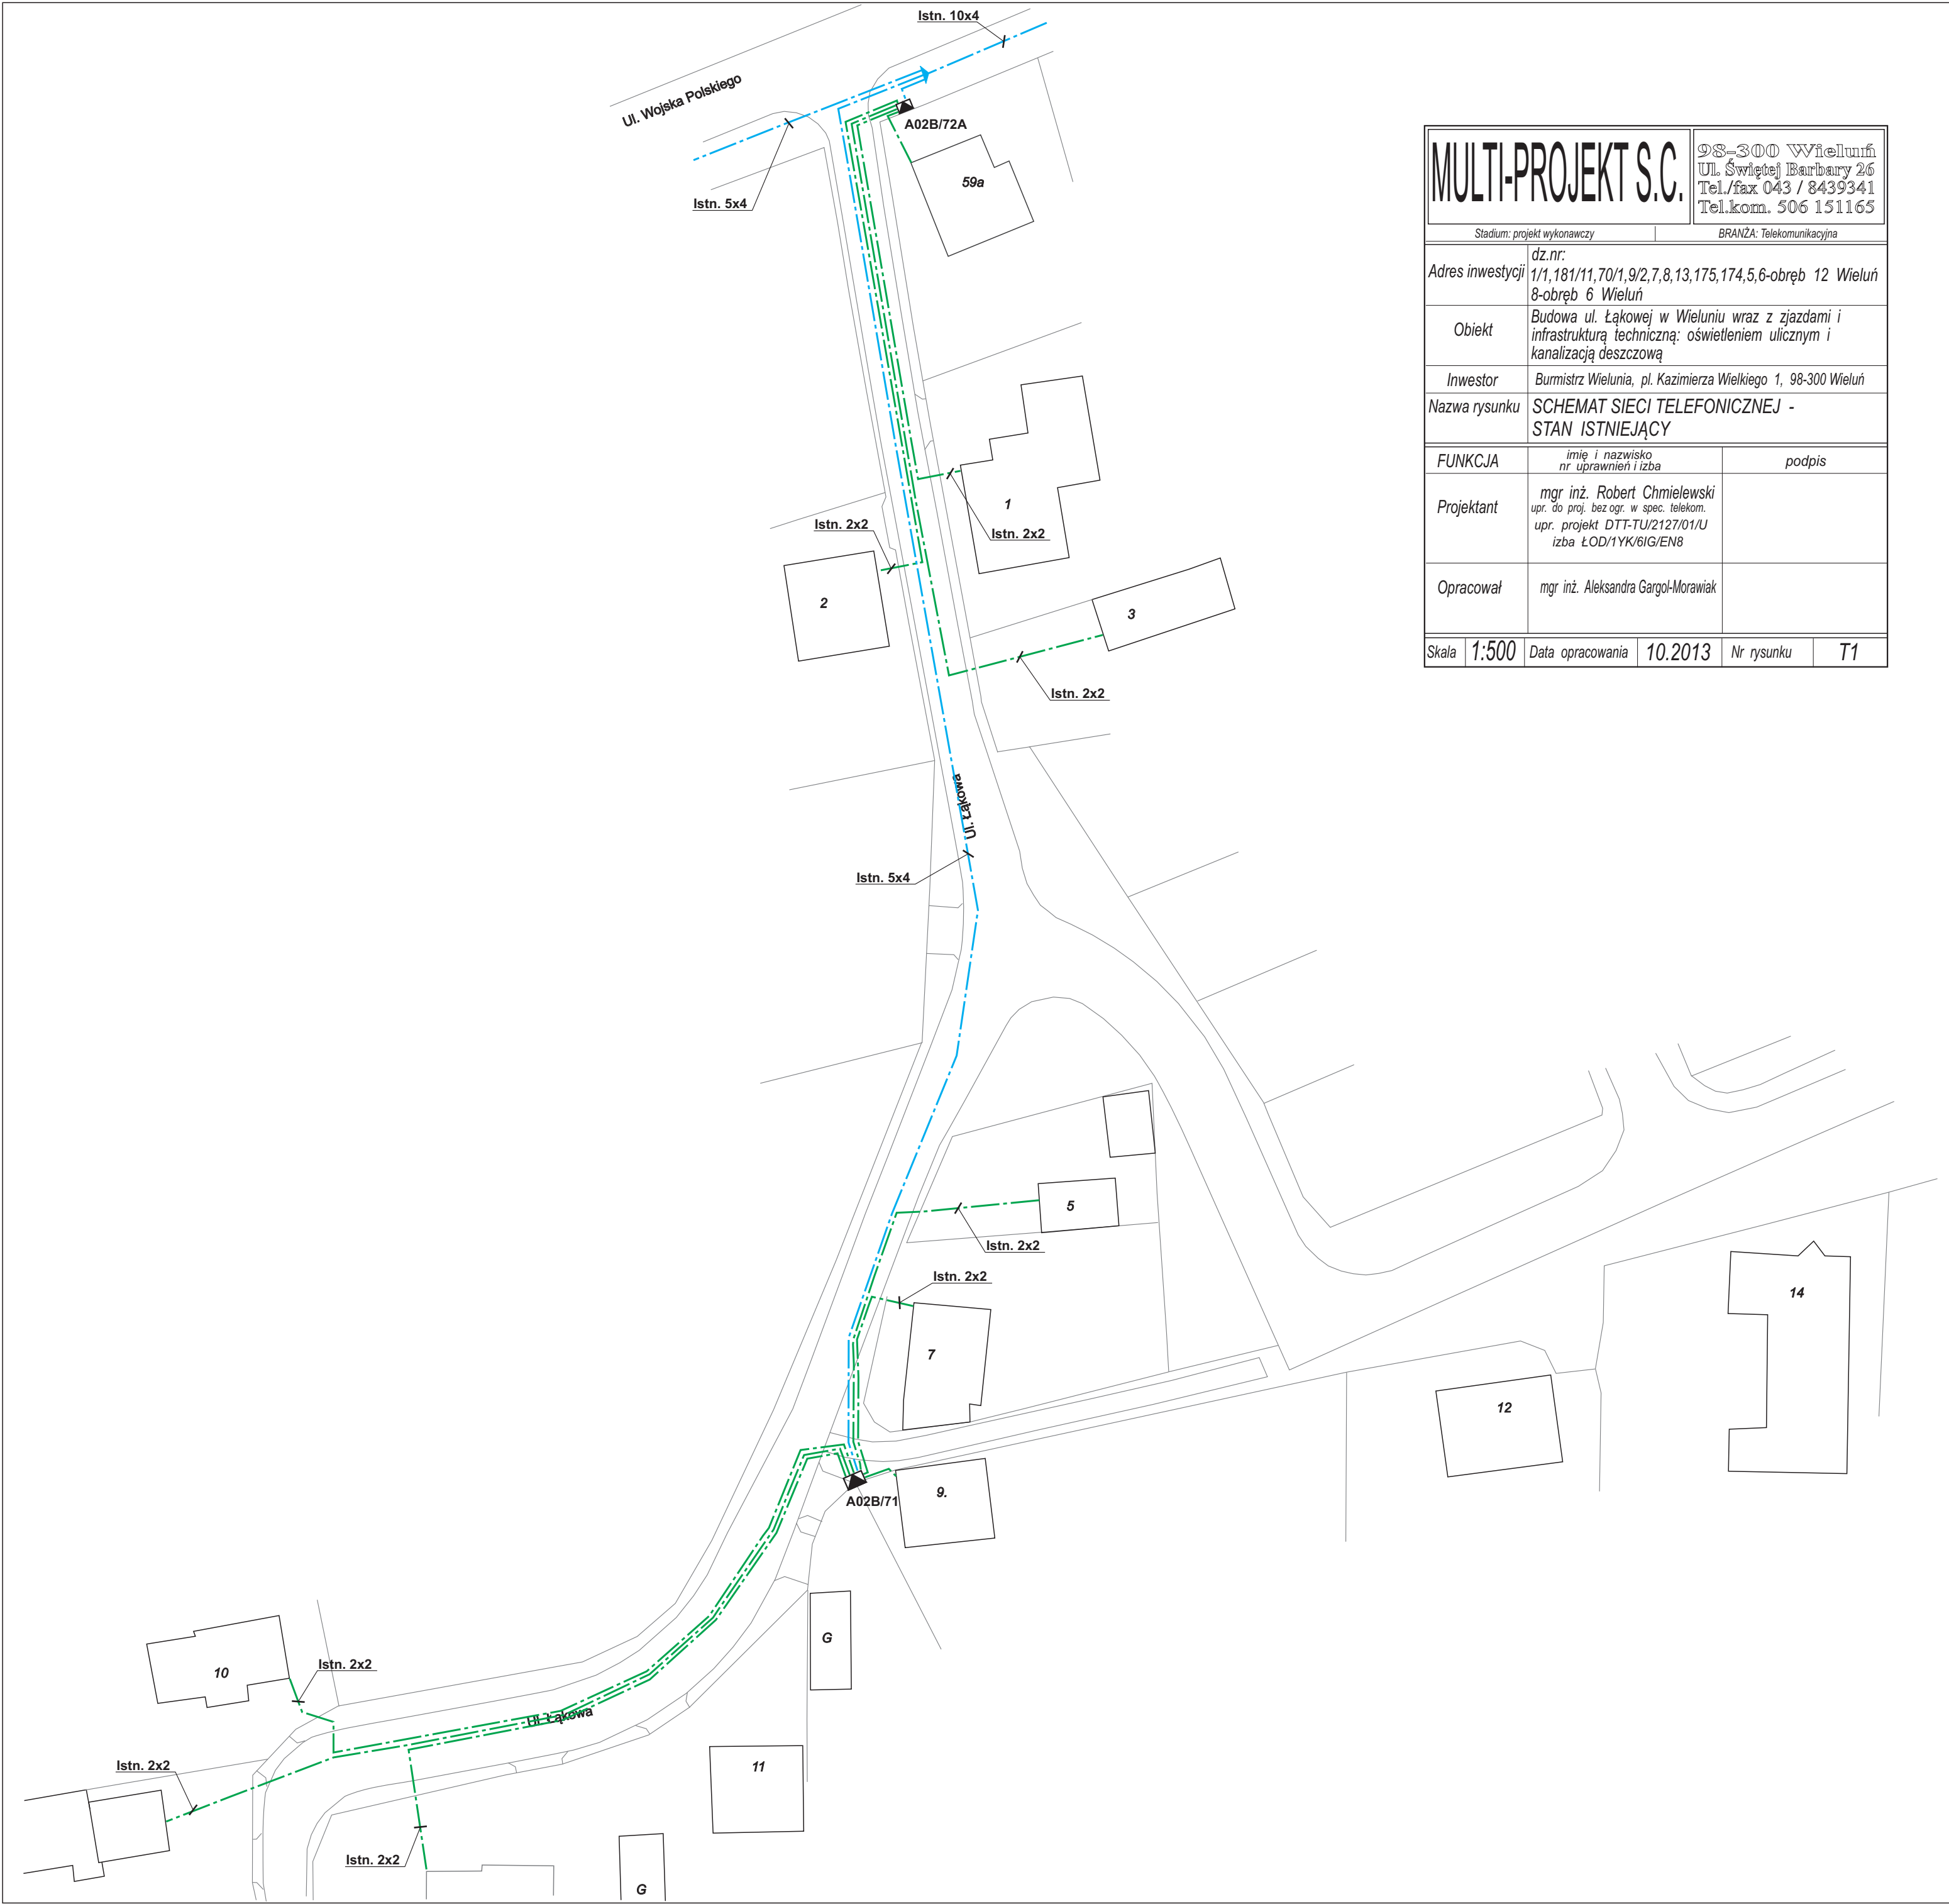 Istn. 10x4
Ul. Wojska Polskiego
A02B/72A
59a
Istn. 5x4
MULTI-PROJEKT S.C.
98-300 Wieluń
Ul. Świętej Barbary 26
Tel./fax 043 / 8439341
Tel.kom. 506 151165
Stadium: projekt wykonawczy
BRANŻA: Telekomunikacyjna
Adres inwestycji
dz.nr:
1/1,181/11,70/1,9/2,7,8,13,175,174,5,6-obręb 12 Wieluń
8-obręb 6 Wieluń
Obiekt
Budowa ul. Łąkowej w Wieluniu wraz z zjazdami i
infrastrukturą techniczną: oświetleniem ulicznym i
kanalizacją deszczową
Inwestor
Burmistrz Wielunia, pl. Kazimierza Wielkiego 1, 98-300 Wieluń
Nazwa rysunku
SCHEMAT SIECI TELEFONICZNEJ -
STAN ISTNIEJĄCY
FUNKCJA
imię i nazwisko
nr uprawnień i izba
podpis
Projektant
mgr inż. Robert Chmielewski
upr. do proj. bez ogr. w spec. telekom.
upr. projekt DTT-TU/2127/01/U
izba ŁOD/1YK/6IG/EN8
Opracował
mgr inż. Aleksandra Gargol-Morawiak
Skala 1:500 Data opracowania 10.2013 Nr rysunku T1
1
Istn. 2x2
Istn. 2x2
2
3
Istn. 2x2
Ul. Łąkowa
Istn. 5x4
5
Istn. 2x2
Istn. 2x2
7
14
12
9.
A02B/71
G
10
Istn. 2x2
Ul. Łąkowa
Istn. 2x2
11
Istn. 2x2
G